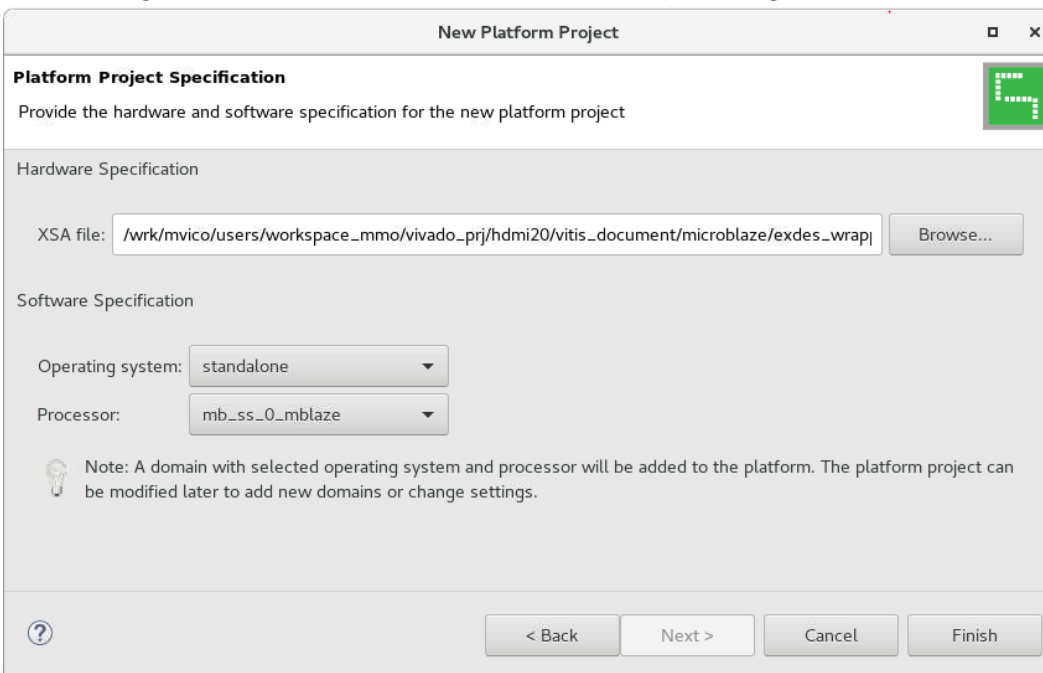 New Platform Project
Platform Project Specification
Provide the hardware and software specification for the new platform project
Hardware Specification
XSA file: /wrk/mvico/users/workspace_mmo/vivado_prj/hdmi20/vitis_document/microblaze/exdes_wrap Browse...
Software Specification
Operating system: standalone
Processor: mb_ss_0_mblaze
Note: A domain with selected operating system and processor will be added to the platform. The platform project can
be modified later to add new domains or change settings.
< Back Next > Cancel Finish